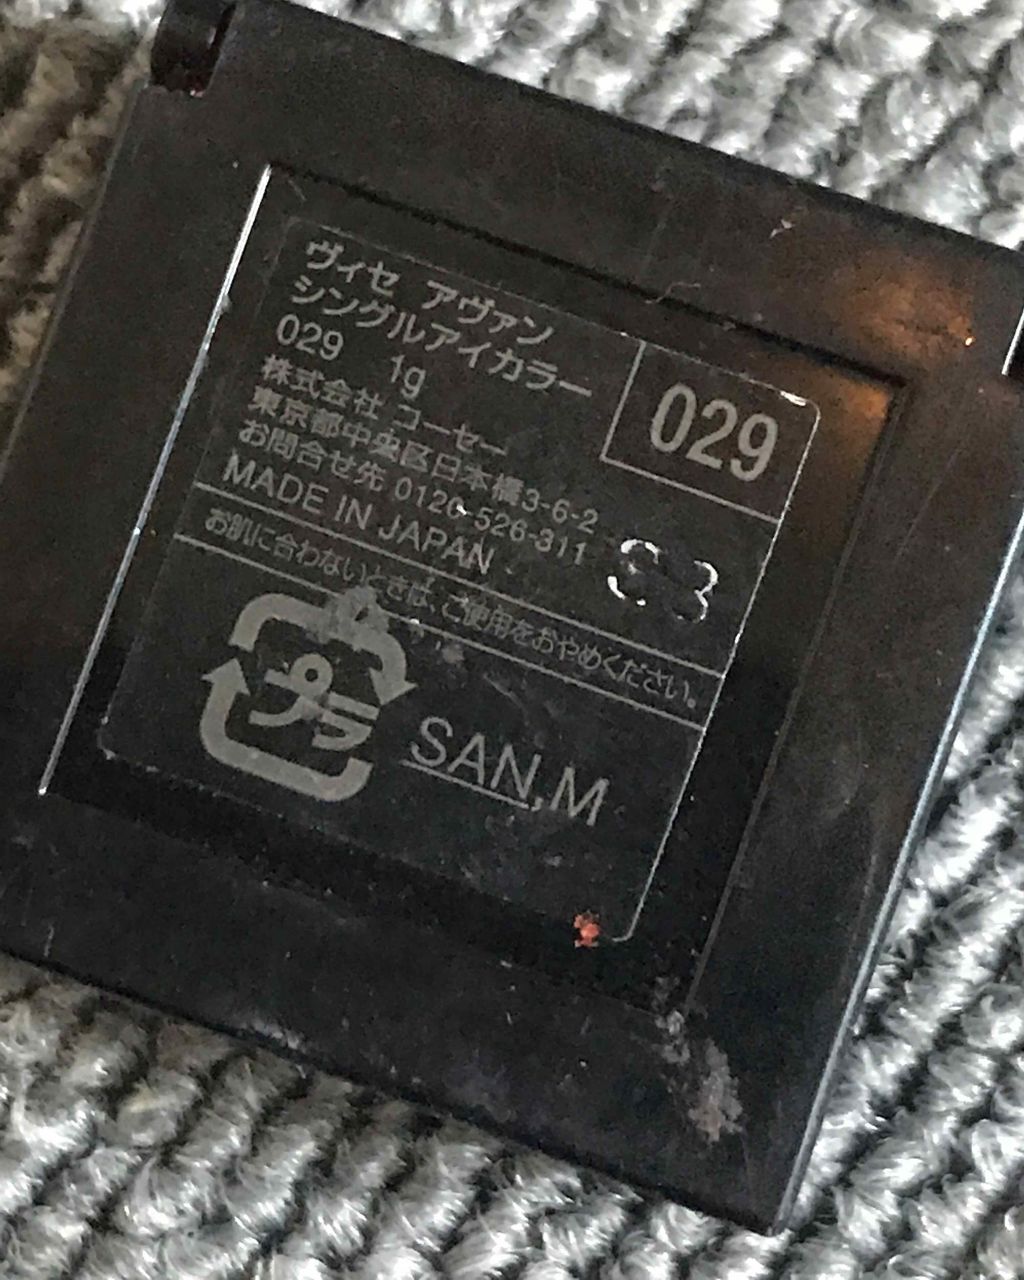 ヴィセ アヴァン
シングルアイカラー
029 1g
029
株式会社 コーセー
東京都中央区日本橋3-6-2
お問合せ先 0120-526-311
MADE IN JAPAN
お肌に合わないときは、ご使用をおやめください。
プラ
SAN,M